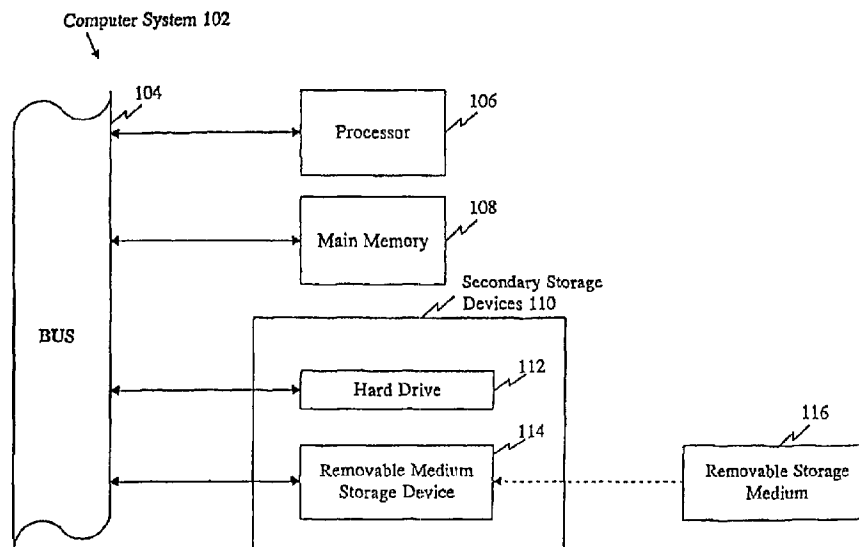 Computer System 102
104
106
Processor
108
Main Memory
Secondary Storage
Devices 110
BUS
112
Hard Drive
114
116
Removable Medium
Storage Device
Removable Storage
Medium